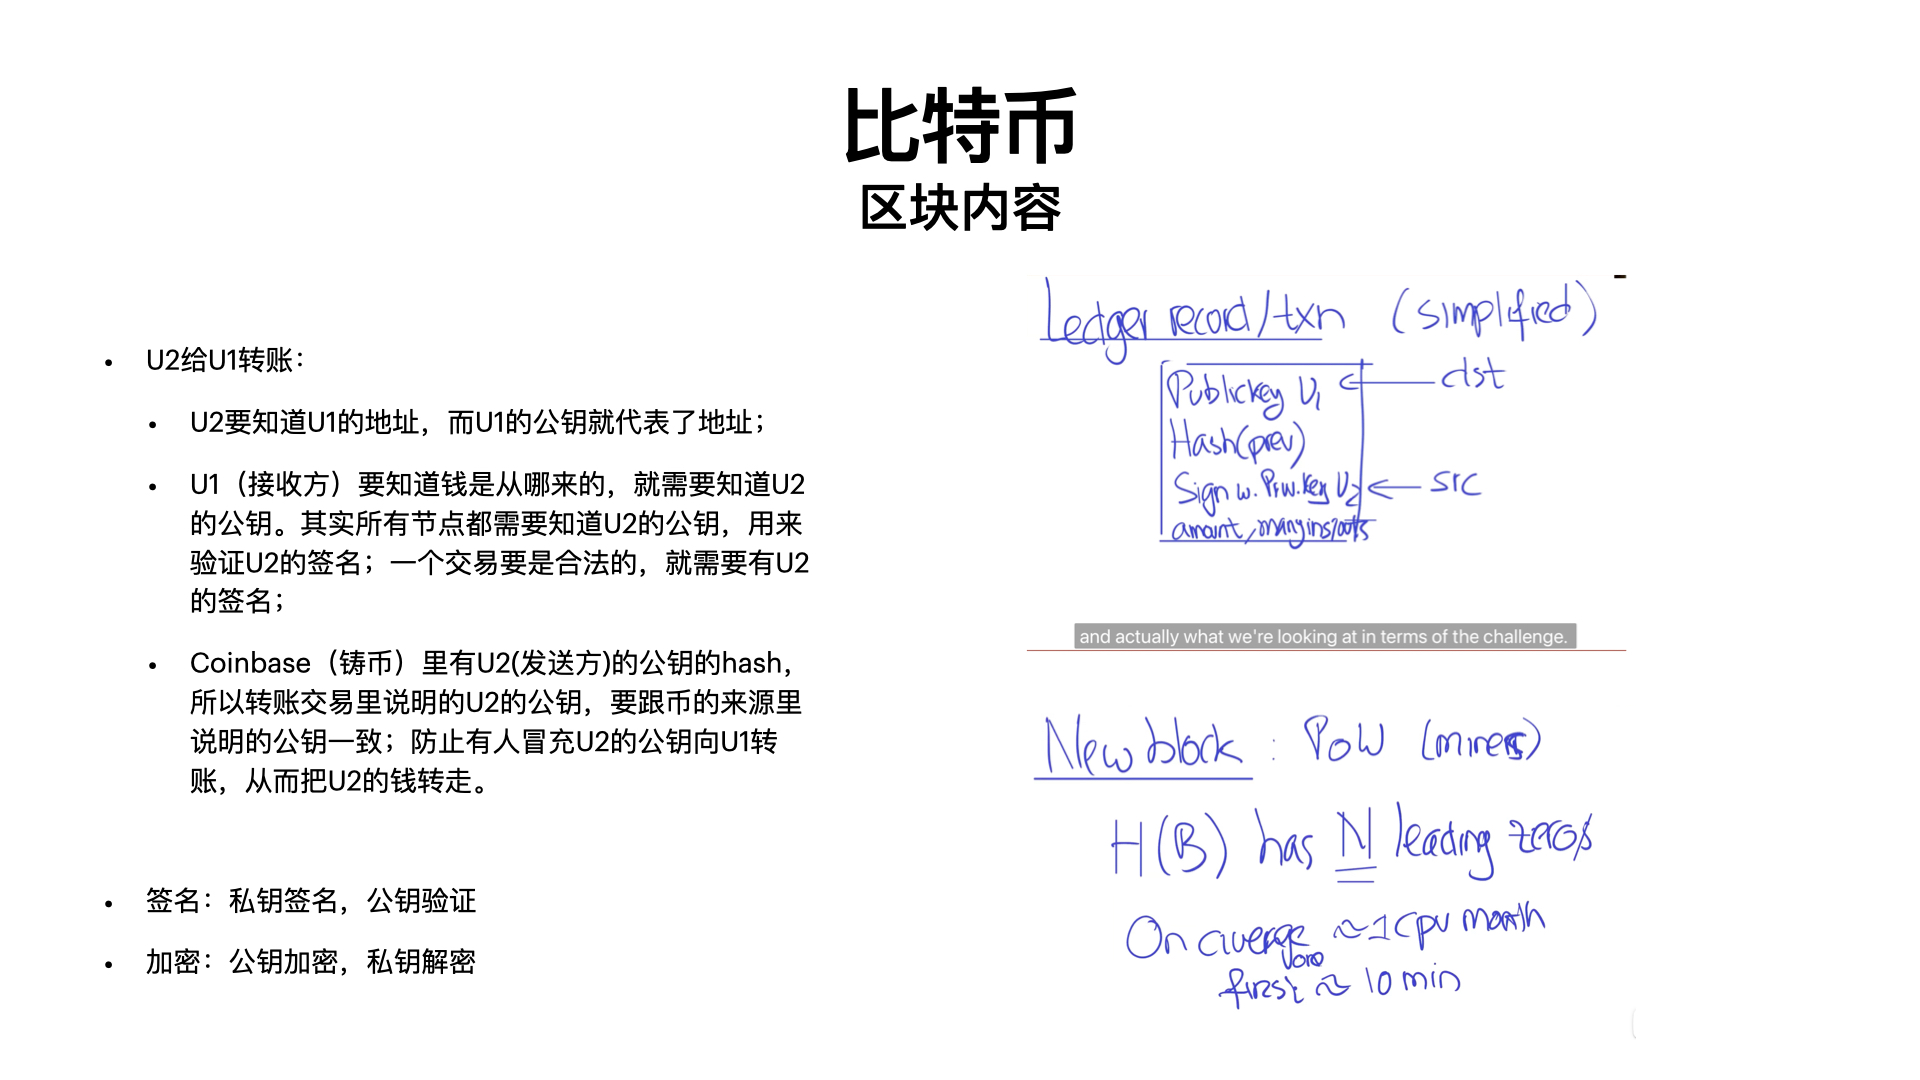 比特币
区块内容
• U2给U1转账：
• U2要知道U1的地址，而U1的公钥就代表了地址；
• U1（接收方）要知道钱是从哪来的，就需要知道U2
的公钥。其实所有节点都需要知道U2的公钥，用来
验证U2的签名；一个交易要是合法的，就需要有U2
的签名；
• Coinbase（铸币）里有U2(发送方)的公钥的hash，
所以转账交易里说明的U2的公钥，要跟币的来源里
说明的公钥一致；防止有人冒充U2的公钥向U1转
账，从而把U2的钱转走。
• 签名：私钥签名，公钥验证
• 加密：公钥加密，私钥解密
Ledger record/txn (simplified)
Publickey U1 ← dst
Hash(prev)
Sign w. Priv.key U2 ← src
amount, many ins/outs
and actually what we're looking at in terms of the challenge.
New block : PoW (miners)
H(B) has N leading zeros
On average ≈ 1 cpu month
first ≈ 10 min